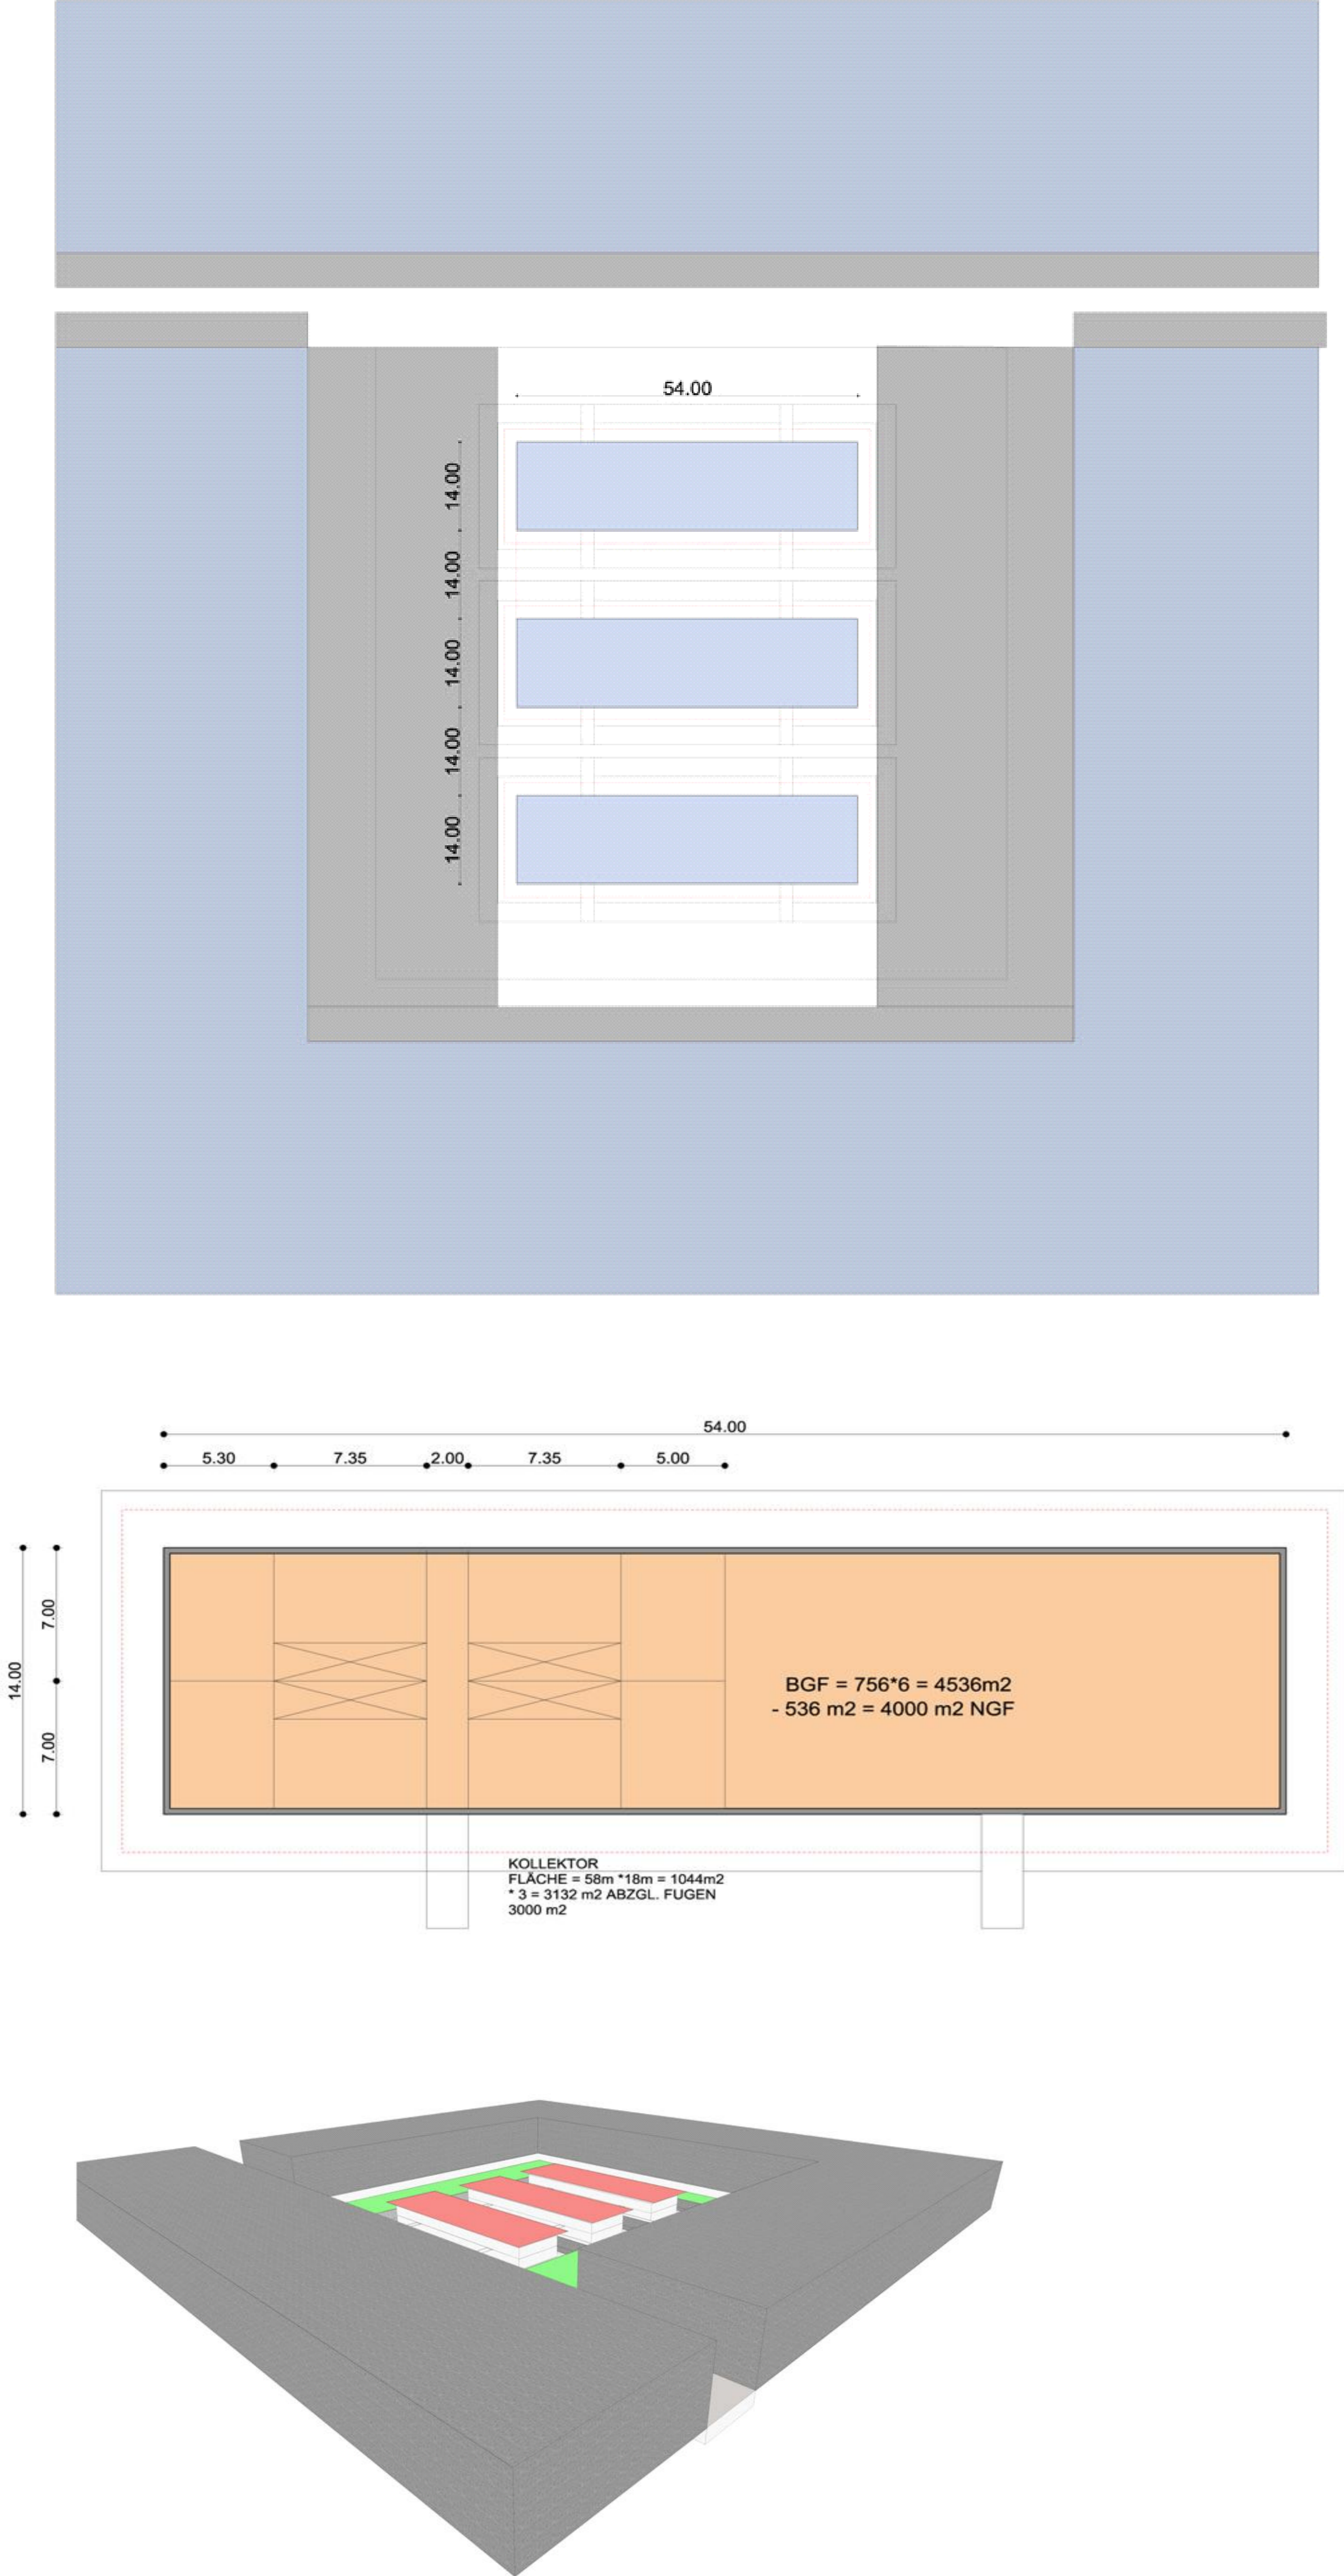 54.00
14.00
14.00
14.00
14.00
14.00
54.00
5.30 7.35 2.00 7.35 5.00
7.00
14.00
7.00
BGF = 756*6 = 4536m2
- 536 m2 = 4000 m2 NGF
KOLLEKTOR
FLÄCHE = 58m *18m = 1044m2
* 3 = 3132 m2 ABZGL. FUGEN
3000 m2